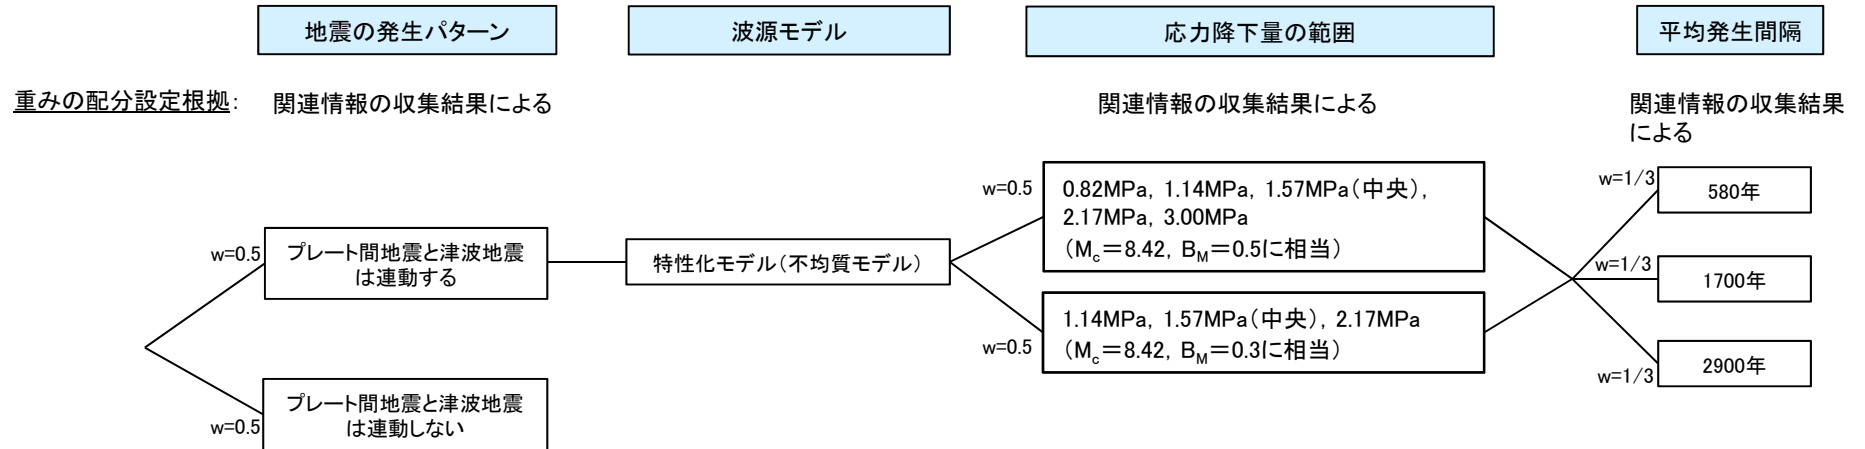 地震の発生パターン
波源モデル
応力降下量の範囲
平均発生間隔
重みの配分設定根拠:
関連情報の収集結果による
関連情報の収集結果による
関連情報の収集結果
による
w=0.5
プレート間地震と津波地震
は連動する
特性化モデル(不均質モデル)
w=0.5
0.82MPa, 1.14MPa, 1.57MPa(中央),
2.17MPa, 3.00MPa
(Mc=8.42, BM=0.5に相当)
w=0.5
1.14MPa, 1.57MPa(中央), 2.17MPa
(Mc=8.42, BM=0.3に相当)
w=1/3
580年
w=1/3
1700年
w=1/3
2900年
w=0.5
プレート間地震と津波地震
は連動しない